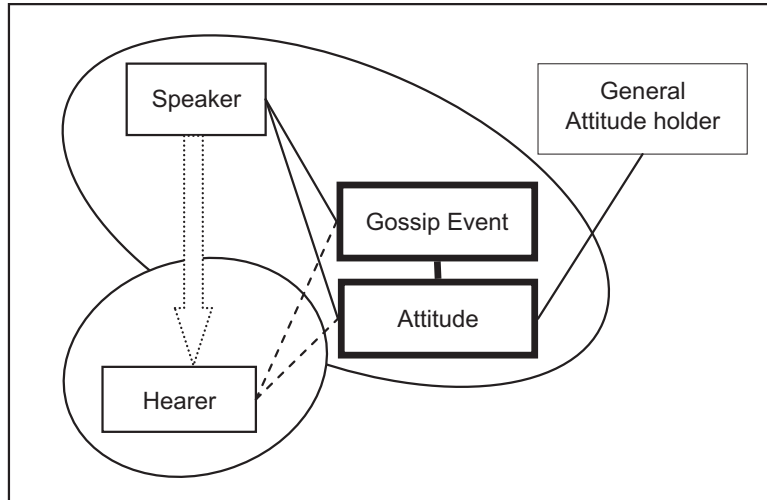 Speaker
General
Attitude holder
Gossip Event
Attitude
Hearer